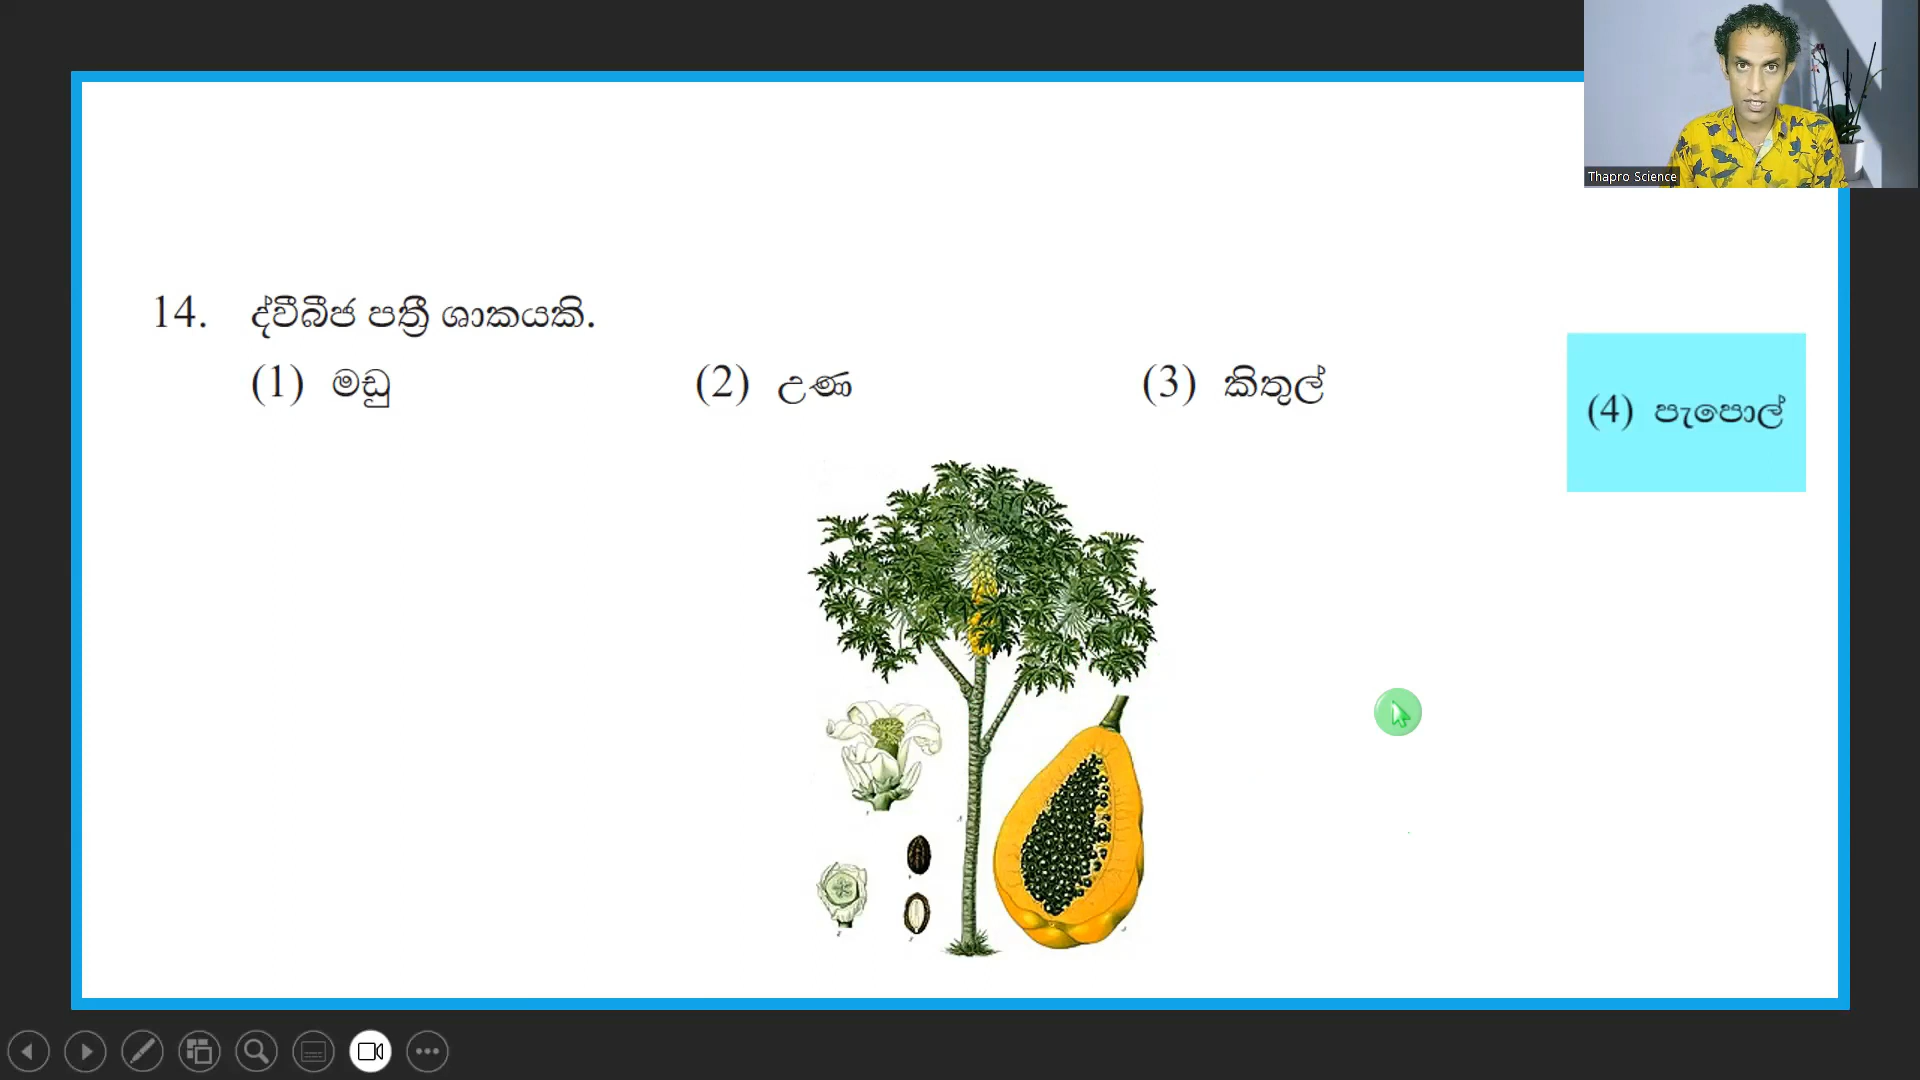 Thapro Science
14. ද්වීබීජ පත්‍රී ශාකයකි.
(1) මඩු (2) උණ (3) කිතුල් (4) පැපොල්